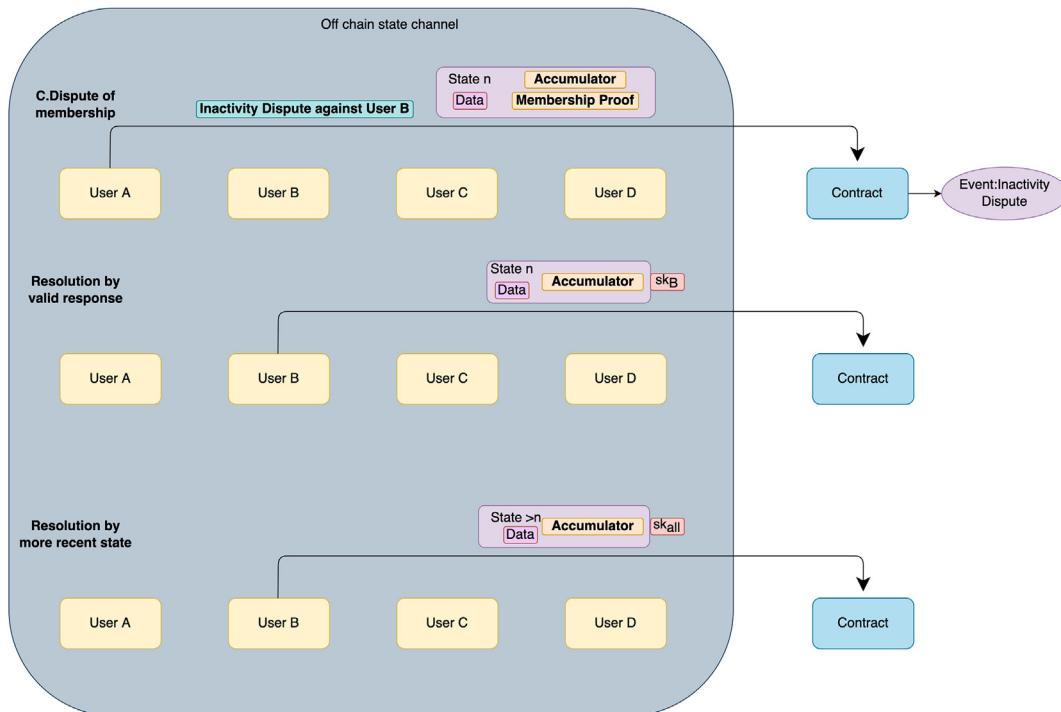 Off chain state channel
C.Dispute of
membership
Inactivity Dispute against User B
State n
Accumulator
Data
Membership Proof
User A
User B
User C
User D
Contract
Event:Inactivity
Dispute
Resolution by
valid response
State n
Data
Accumulator
skB
User A
User B
User C
User D
Contract
Resolution by
more recent state
State >n
Data
Accumulator
skall
User A
User B
User C
User D
Contract